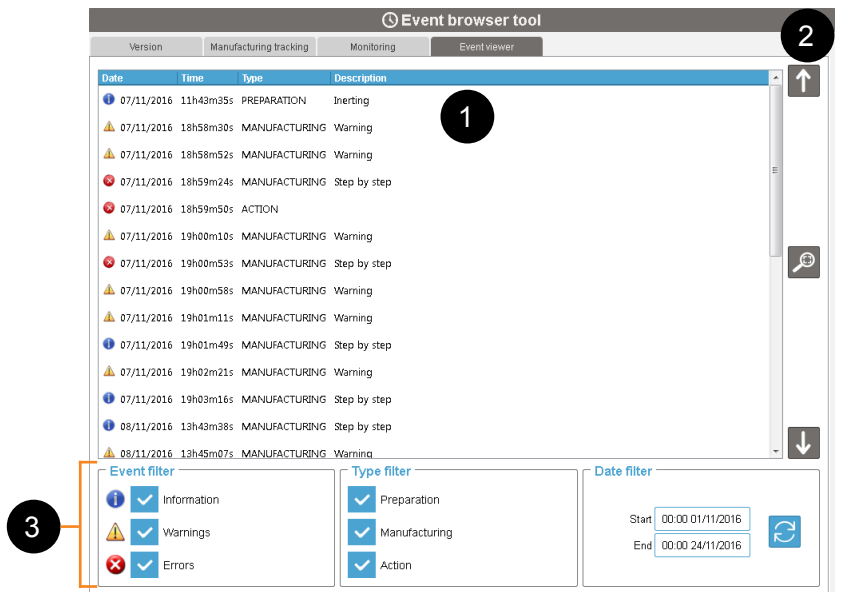 Event browser tool
2
Version Manufacturing tracking Monitoring Event viewer
Date Time Type Description
07/11/2016 11h43m35s PREPARATION Inerting
1
07/11/2016 18h58m30s MANUFACTURING Warning
07/11/2016 18h58m52s MANUFACTURING Warning
07/11/2016 18h59m24s MANUFACTURING Step by step
07/11/2016 18h59m50s ACTION
07/11/2016 19h00m10s MANUFACTURING Warning
07/11/2016 19h00m53s MANUFACTURING Step by step
07/11/2016 19h00m58s MANUFACTURING Warning
07/11/2016 19h01m11s MANUFACTURING Warning
07/11/2016 19h01m49s MANUFACTURING Step by step
07/11/2016 19h02m21s MANUFACTURING Warning
07/11/2016 19h03m16s MANUFACTURING Step by step
08/11/2016 13h43m38s MANUFACTURING Step by step
08/11/2016 13h45m07s MANUFACTURING Warning
3
Event filter
Information
Warnings
Errors
Type filter
Preparation
Manufacturing
Action
Date filter
Start 00:00 01/11/2016
End 00:00 24/11/2016